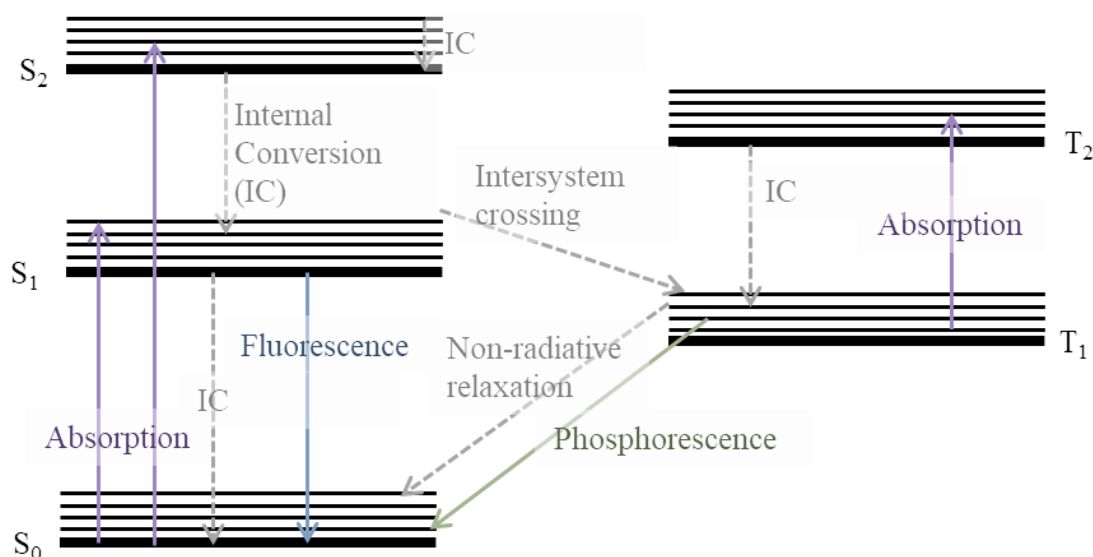 IC
S2
Internal
Conversion
(IC)
T2
Intersystem
crossing
IC
Absorption
S1
T1
Fluorescence
Non-radiative
relaxation
IC
Absorption
Phosphorescence
S0